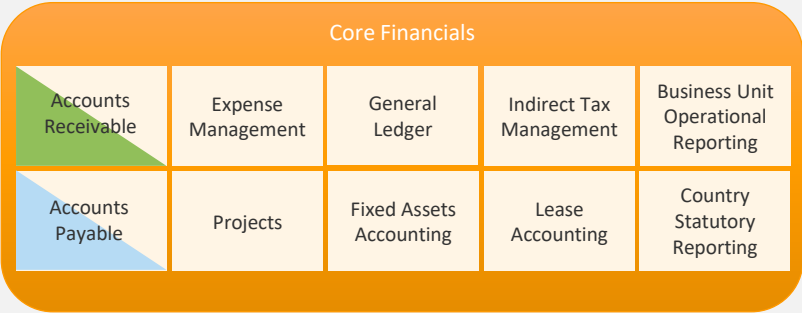 Core Financials
Accounts
Receivable
Expense
Management
General
Ledger
Indirect Tax
Management
Business Unit
Operational
Reporting
Accounts
Payable
Projects
Fixed Assets
Accounting
Lease
Accounting
Country
Statutory
Reporting